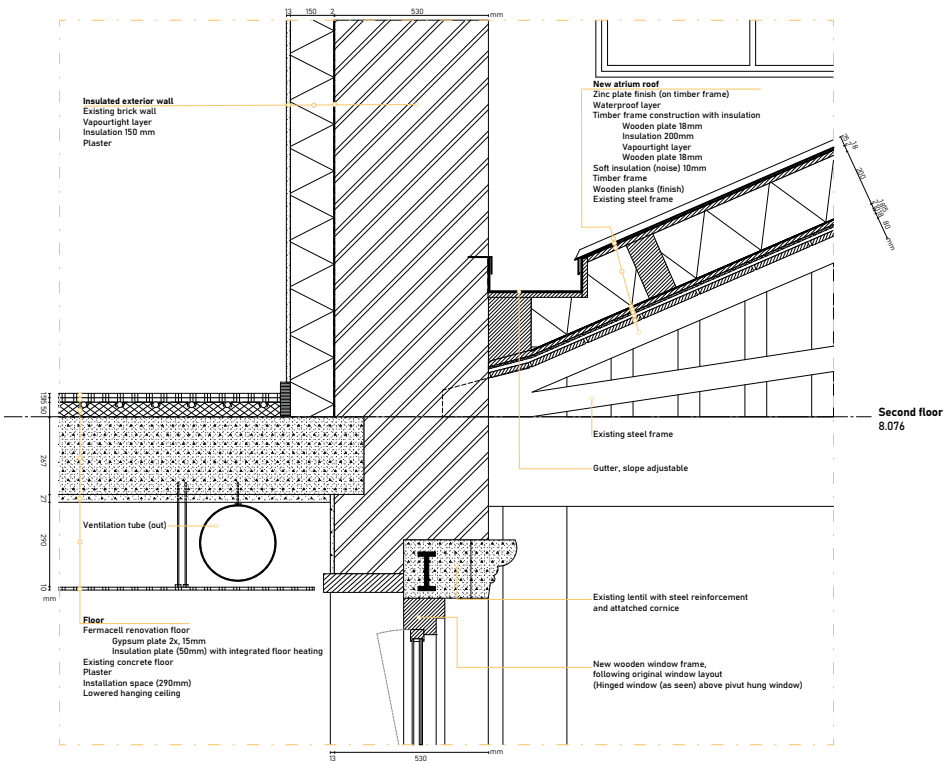 13 150 2 530 mm
Insulated exterior wall
Existing brick wall
Vapourtight layer
Insulation 150 mm
Plaster
New atrium roof
Zinc plate finish (on timber frame)
Waterproof layer
Timber frame construction with insulation
Wooden plate 18mm
Insulation 200mm
Vapourtight layer
Wooden plate 18mm
Soft insulation (noise) 10mm
Timber frame
Wooden planks (finish)
Existing steel frame
200
80
mm
Second floor
8.076
Existing steel frame
Gutter, slope adjustable
50
267
27
290
10
mm
Ventilation tube (out)
Floor
Fermacell renovation floor
Gypsum plate 2x, 15mm
Insulation plate (50mm) with integrated floor heating
Existing concrete floor
Plaster
Installation space (290mm)
Lowered hanging ceiling
Existing lentil with steel reinforcement
and attatched cornice
New wooden window frame,
following original window layout
(Hinged window (as seen) above pivut hung window)
13 530 mm